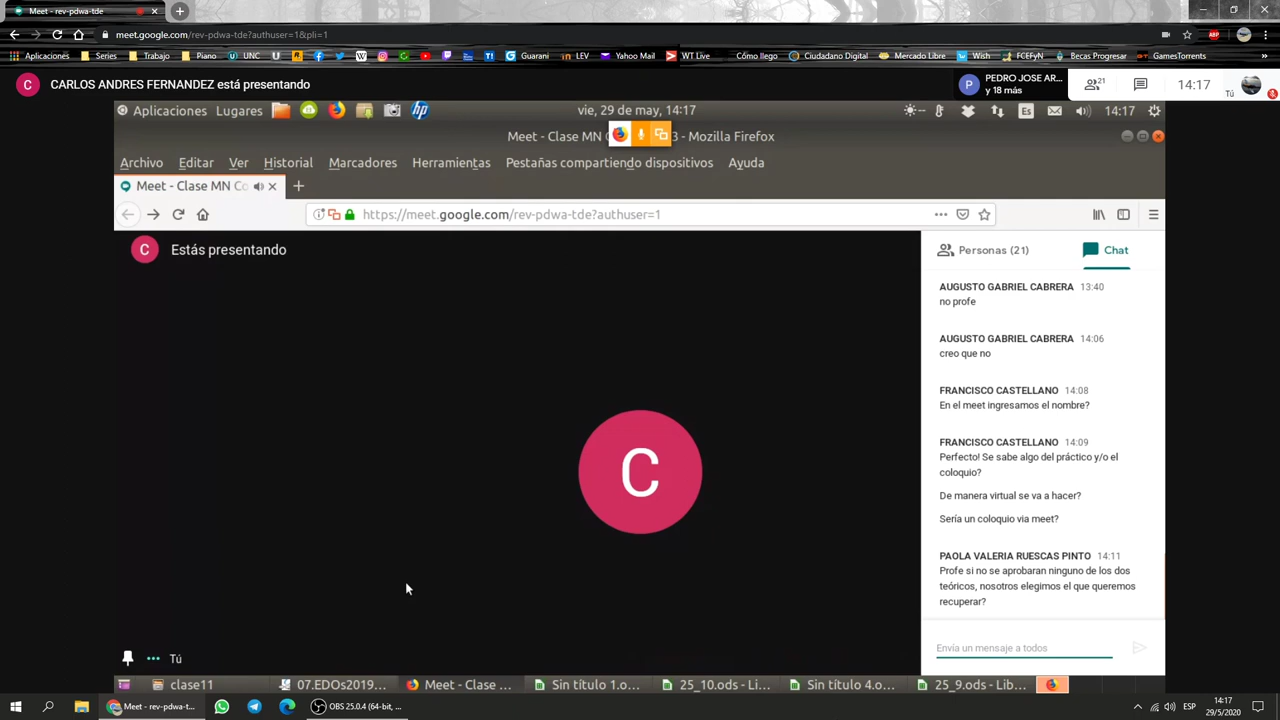 Meet - rev-pdwa-tde
meet.google.com/rev-pdwa-tde?authuser=1&pli=1
Aplicaciones Series Trabajo Piano UNC LEV Guarani Yahoo Mail WT Live Cómo llego Ciudadano Digital Mercado Libre Wish FCEFyN Becas Progresar GamesTorrents
C CARLOS ANDRES FERNANDEZ está presentando
P PEDRO JOSE AR...
y 18 más
21
14:17
Tú
Aplicaciones Lugares vie, 29 de may, 14:17 Es 14:17
Meet - Clase MN C 3 - Mozilla Firefox
Archivo Editar Ver Historial Marcadores Herramientas Pestañas compartiendo dispositivos Ayuda
Meet - Clase MN Co
https://meet.google.com/rev-pdwa-tde?authuser=1
C Estás presentando
Personas (21) Chat
AUGUSTO GABRIEL CABRERA 13:40
no profe
AUGUSTO GABRIEL CABRERA 14:06
creo que no
FRANCISCO CASTELLANO 14:08
En el meet ingresamos el nombre?
FRANCISCO CASTELLANO 14:09
Perfecto! Se sabe algo del práctico y/o el
coloquio?
De manera virtual se va a hacer?
Sería un coloquio via meet?
PAOLA VALERIA RUESCAS PINTO 14:11
Profe si no se aprobaran ninguno de los dos
teóricos, nosotros elegimos el que queremos
recuperar?
C
Envía un mensaje a todos
Tú
clase11 07.EDOs2019... Meet - Clase ... Sin título 1.o... 25_10.ods - Li... Sin título 4.o... 25_9.ods - Lib...
Meet - rev-pdwa-t... OBS 25.0.4 (64-bit, ... ESP 14:17
29/5/2020